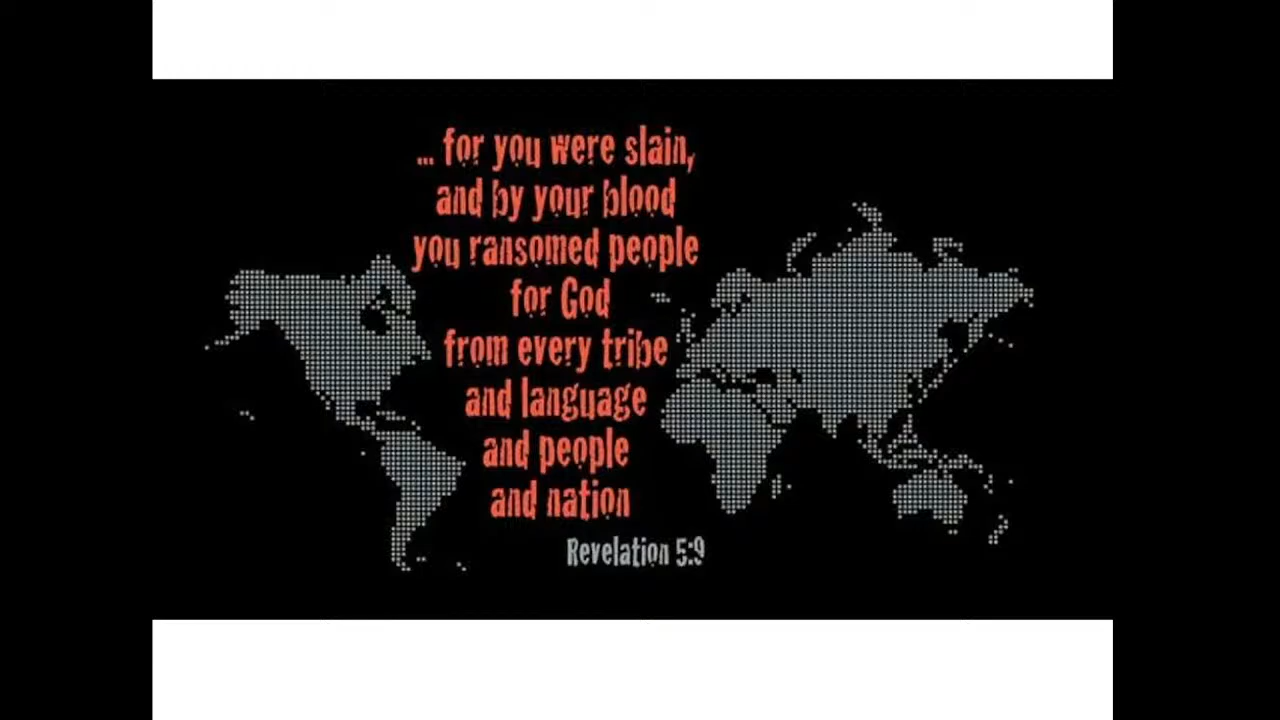 ... for you were slain,
and by your blood
you ransomed people
for God
from every tribe
and language
and people
and nation
Revelation 5:9